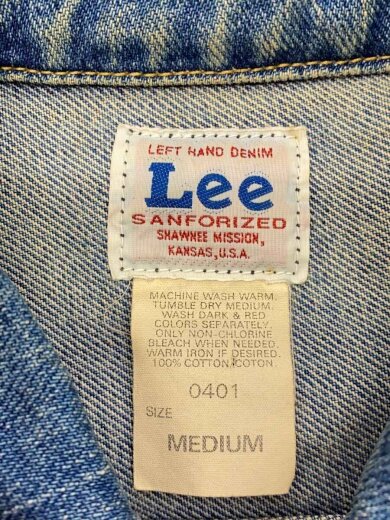 LEFT HAND DENIM
Lee
SANFORIZED
SHAWNEE MISSION,
KANSAS, U.S.A.
MACHINE WASH WARM.
TUMBLE DRY MEDIUM.
WASH DARK & RED
COLORS SEPARATELY.
ONLY NON-CHLORINE
BLEACH WHEN NEEDED.
WARM IRON IF DESIRED.
100% COTTON/COTON
0401
SIZE
MEDIUM